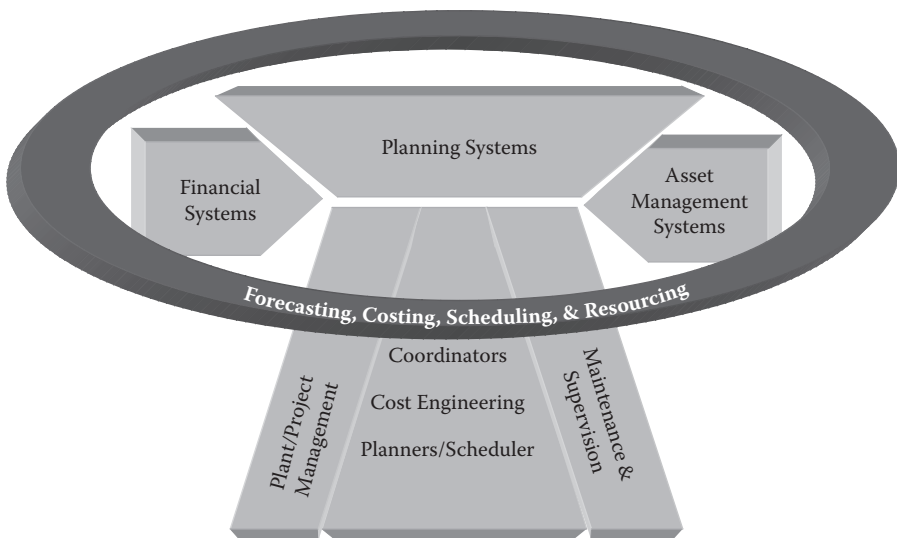 Planning Systems
Financial
Systems
Asset
Management
Systems
Forecasting, Costing, Scheduling, & Resourcing
Plant/Project
Management
Coordinators
Cost Engineering
Planners/Scheduler
Maintenance &
Supervision